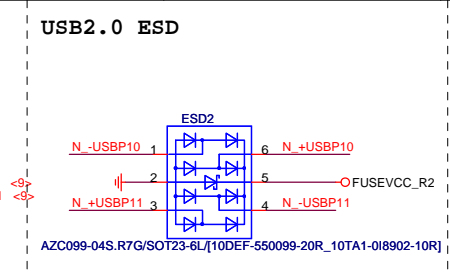 USB2.0 ESD
ESD2
N_-USBP10 1 6 N_+USBP10
2 5 FUSEVCC_R2
<9>
<9>
N_+USBP11 3 4 N_-USBP11
AZC099-04S.R7G/SOT23-6L/[10DEF-550099-20R_10TA1-0I8902-10R]